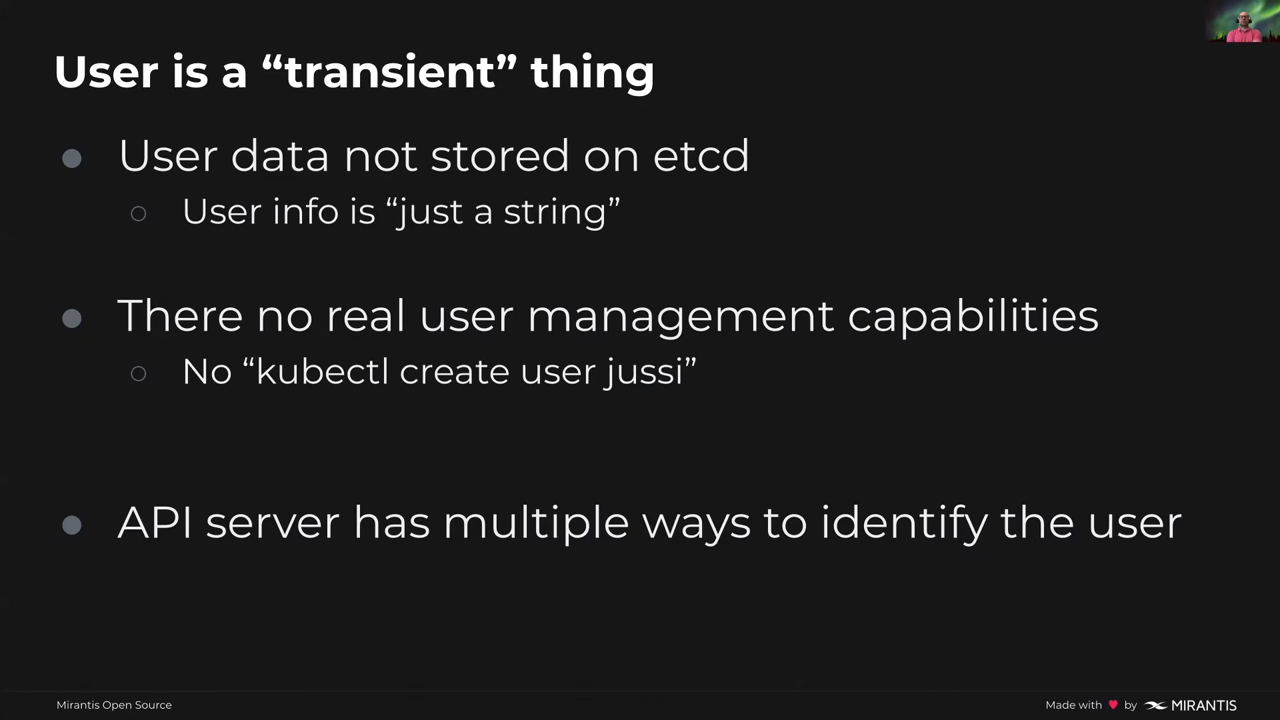 User is a “transient” thing
● User data not stored on etcd
○ User info is “just a string”
● There no real user management capabilities
○ No “kubectl create user jussi”
● API server has multiple ways to identify the user
Mirantis Open Source
Made with ♥ by MIRANTIS